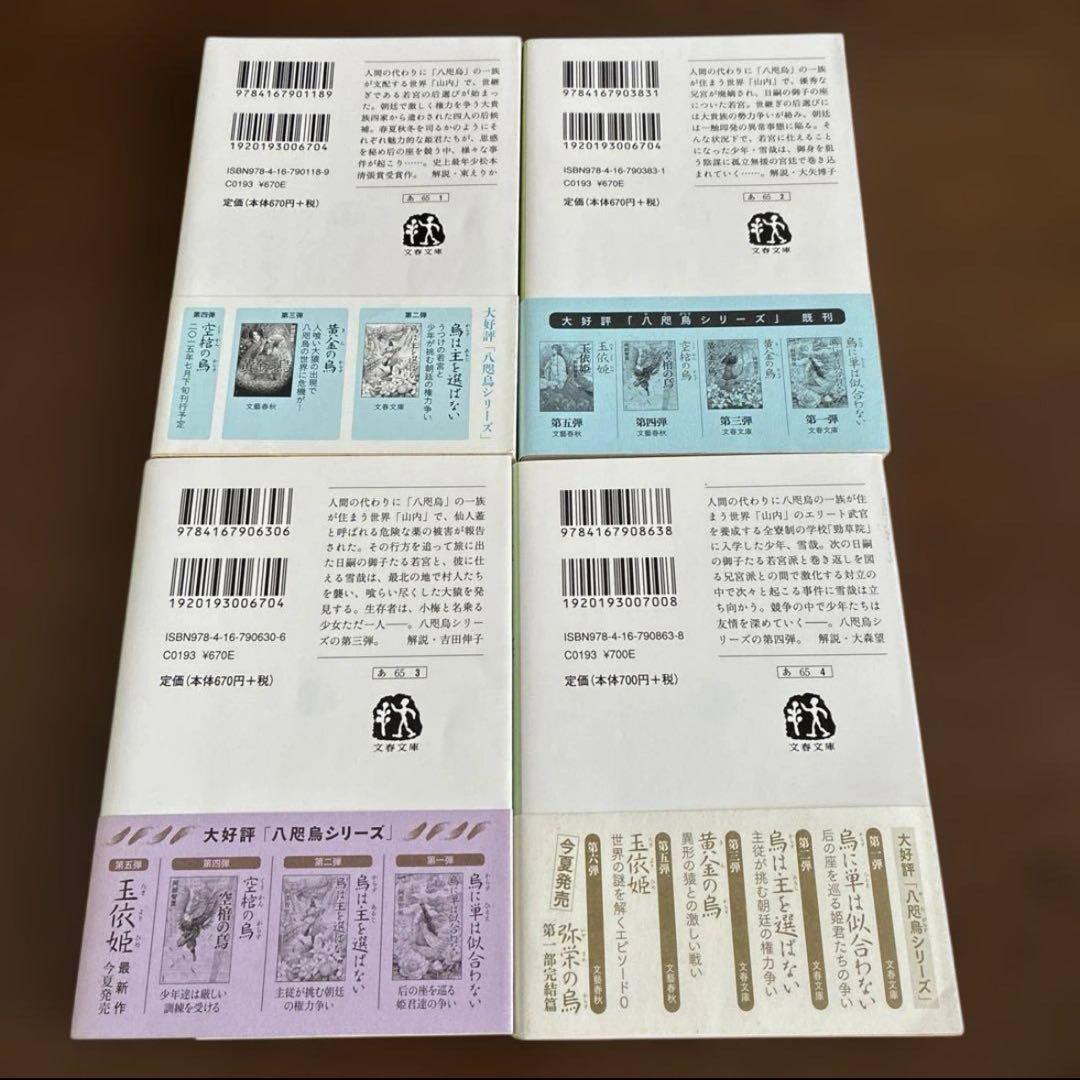 9784167901189
1920193006704
ISBN978-4-16-790118-9
C0193 ¥670E
定価(本体670円+税)
人間の代わりに「八咫烏」の一族
が支配する世界「山内」で、世継
ぎである若宮の后選びが始まっ
た。朝廷で激しく権力を争う大貴
族四家から遣わされた四人の后候
補。春夏秋冬を司るかのようにそ
れぞれ魅力的な姫君たちが、思惑
を秘め后の座を競う中、様々な事
件が起こり……。史上最年少松本
清張賞受賞作。 解説・東えりか
あ 65 1
文春文庫
大好評「八咫烏シリーズ」
第二弾
烏は主を選ばない
うつけの若宮と
少年が挑む朝廷の権力争い
文春文庫
第三弾
黄金の烏
人喰い大猿の出現で
八咫烏の世界に危機が!
文藝春秋
第四弾
空棺の烏
二〇一五年七月下旬刊行予定
9784167903831
1920193006704
ISBN978-4-16-790383-1
C0193 ¥670E
定価(本体670円+税)
人間の代わりに「八咫烏」の一族
が住まう世界「山内」で、優秀な
兄宮が廃嫡され、日嗣の御子の座
についた若宮。世継ぎの后選びに
は大貴族の勢力争いが絡み、朝廷
は一触即発の異常事態に陥る。そ
んな状況下で、若宮に仕えること
になった少年・雪哉は、御身を狙
う陰謀に孤立無援の宮廷で巻き込
まれていく……。解説・大矢博子
あ 65 2
文春文庫
大好評「八咫烏シリーズ」既刊
烏に単は似合わない
第一弾
文春文庫
黄金の烏
第三弾
文春文庫
空棺の烏
空棺の烏
第四弾
文藝春秋
玉依姫
玉依姫
第五弾
文藝春秋
9784167906306
1920193006704
ISBN978-4-16-790630-6
C0193 ¥670E
定価(本体670円+税)
人間の代わりに「八咫烏」の一族
が住まう世界「山内」で、仙人蓋
と呼ばれる危険な薬の被害が報告
された。その行方を追って旅に出
た日嗣の御子たる若宮と、彼に仕
える雪哉は、最北の地で村人たち
を襲い、喰らい尽くした大猿を発
見する。生存者は、小梅と名乗る
少女ただ一人――。八咫烏シリー
ズの第三弾。 解説・吉田伸子
あ 65 3
文春文庫
大好評「八咫烏シリーズ」
第一弾
烏に単は似合わない
烏に単は似合わない
后の座を巡る
姫君達の争い
第二弾
烏は主を選ばない
烏は主を選ばない
主従が挑む朝廷
の権力争い
第四弾
空棺の烏
空棺の烏
少年達は厳しい
訓練を受ける
第五弾
玉依姫
最新作
今夏発売
9784167908638
1920193007008
ISBN978-4-16-790863-8
C0193 ¥700E
定価(本体700円+税)
人間の代わりに八咫烏の一族が住
まう世界「山内」のエリート武官
を養成する全寮制の学校「勁草院」
に入学した少年、雪哉。次の日嗣
の御子たる若宮派と巻き返しを図
る兄宮派との間で激化する対立の
中で次々と起こる事件に雪哉は立
ち向かう。競争の中で少年たちは
友情を深めていく――。八咫烏シ
リーズの第四弾。 解説・大森望
あ 65 4
文春文庫
大好評「八咫烏シリーズ」
第一弾
烏に単は似合わない
后の座を巡る姫君たちの争い
文春文庫
第二弾
烏は主を選ばない
主従が挑む朝廷の権力争い
文春文庫
第三弾
黄金の烏
異形の猿との激しい戦い
文春文庫
第五弾
玉依姫
世界の謎を解くエピソード0
文藝春秋
第六弾
弥栄の烏
今夏発売
第一部完結篇
文藝春秋